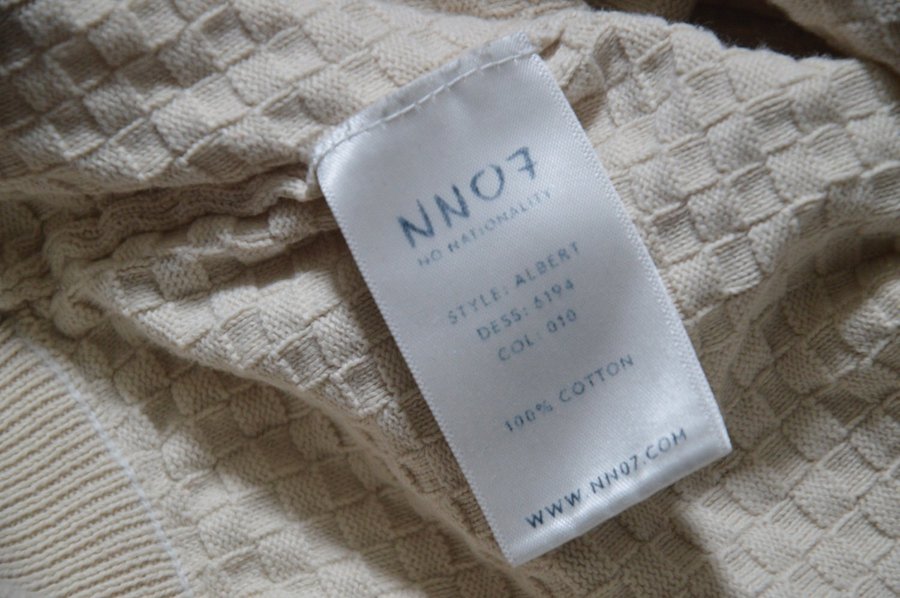 NN07
NO NATIONALITY
STYLE: ALBERT
DESS: 6194
COL: 010
100% COTTON
WWW NN07.COM